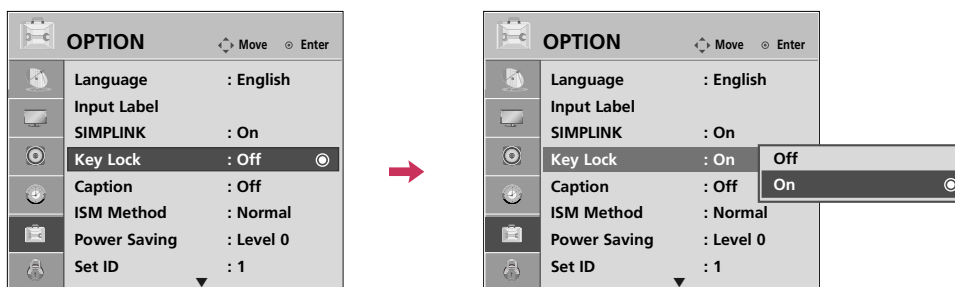 OPTION Move Enter
Language : English
Input Label
SIMPLINK : On
Key Lock : Off
Caption : Off
ISM Method : Normal
Power Saving : Level 0
Set ID : 1
OPTION Move Enter
Language : English
Input Label
SIMPLINK : On
Key Lock : On
Caption : Off
ISM Method : Normal
Power Saving : Level 0
Set ID : 1
Off
On